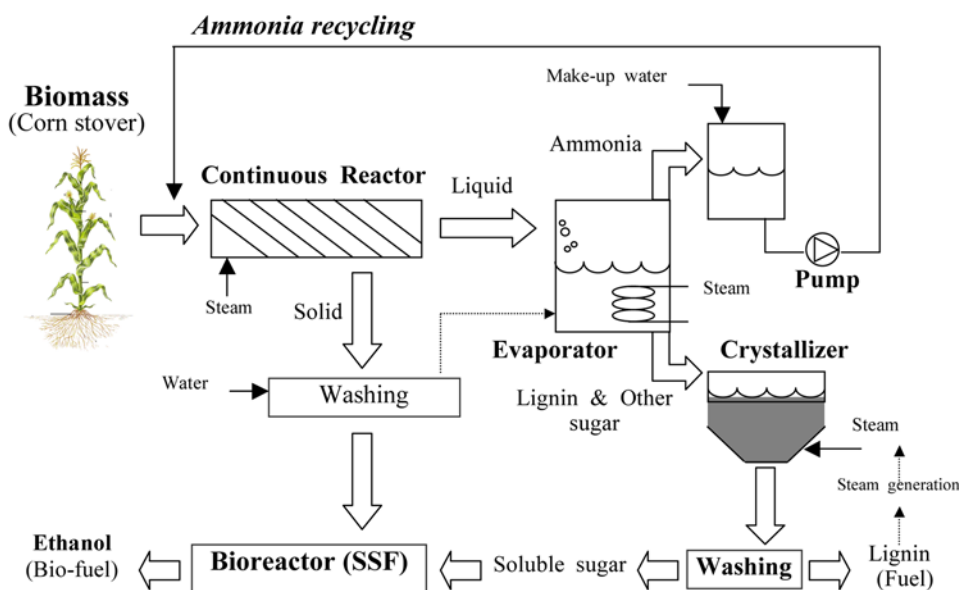 Ammonia recycling
Make-up water
Biomass
(Corn stover)
Ammonia
Continuous Reactor
Liquid
Pump
Steam
Steam
Solid
Evaporator
Crystallizer
Water
Washing
Lignin & Other
sugar
Steam
Steam generation
Ethanol
(Bio-fuel)
Bioreactor (SSF)
Soluble sugar
Washing
Lignin
(Fuel)